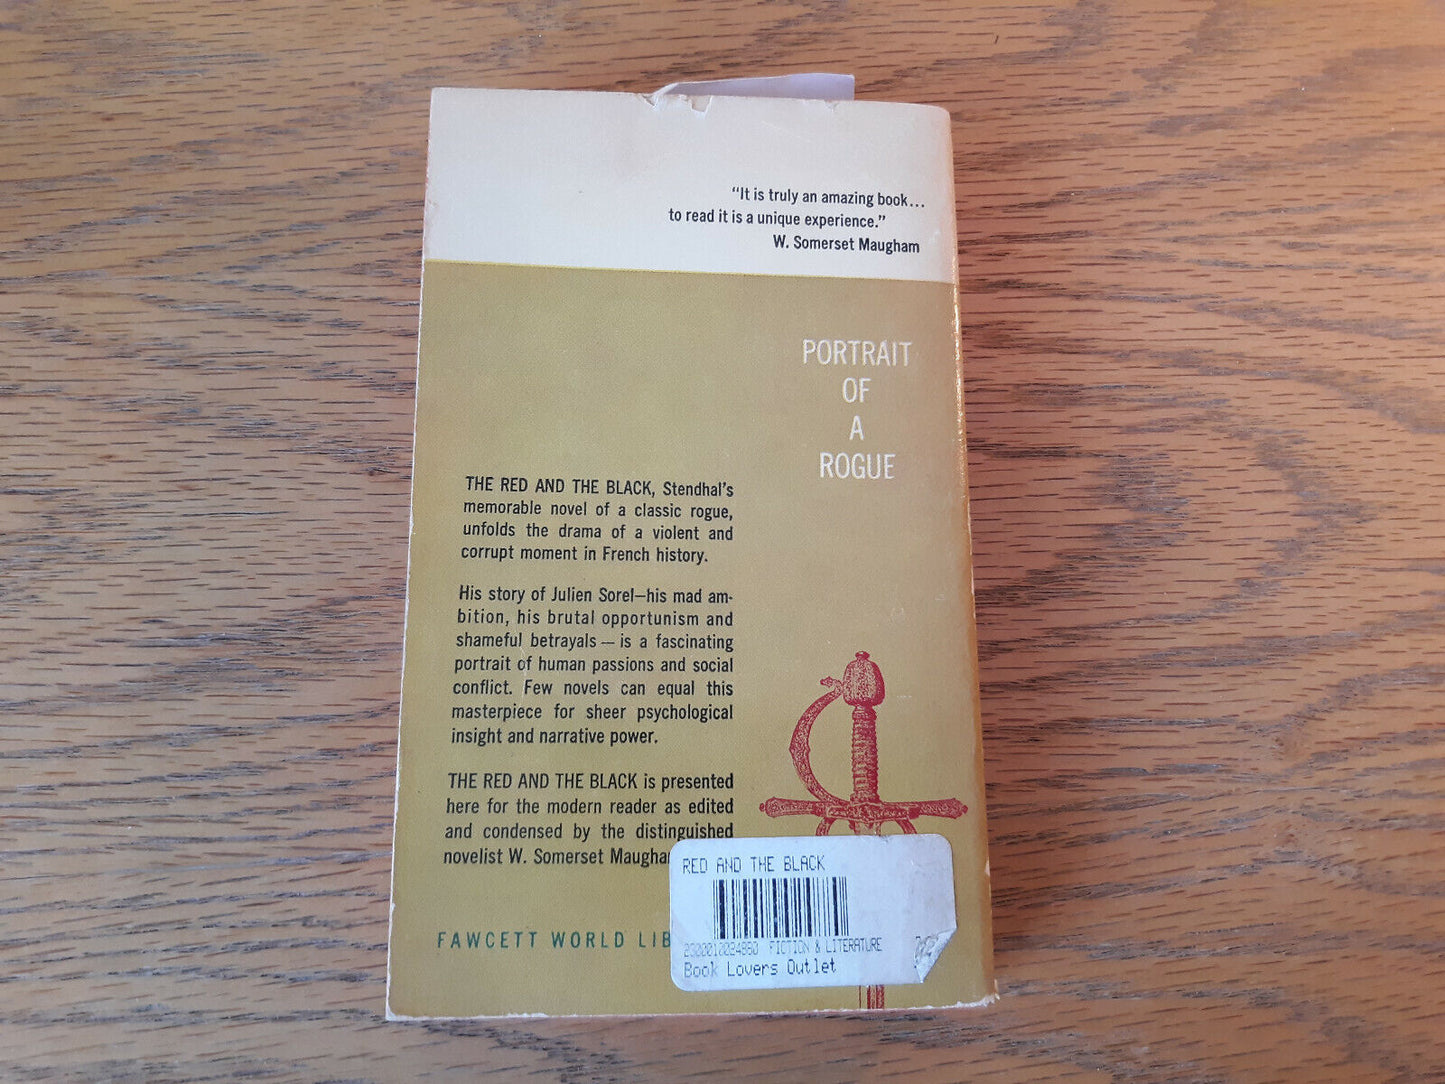 "It is truly an amazing book...
to read it is a unique experience."
W. Somerset Maugham
PORTRAIT
OF
A
ROGUE
THE RED AND THE BLACK, Stendhal's
memorable novel of a classic rogue,
unfolds the drama of a violent and
corrupt moment in French history.
His story of Julien Sorel—his mad am-
bition, his brutal opportunism and
shameful betrayals — is a fascinating
portrait of human passions and social
conflict. Few novels can equal this
masterpiece for sheer psychological
insight and narrative power.
THE RED AND THE BLACK is presented
here for the modern reader as edited
and condensed by the distinguished
novelist W. Somerset Maugham
FAWCETT WORLD LIB
RED AND THE BLACK
FICTION & LITERATURE
Book Lovers Outlet